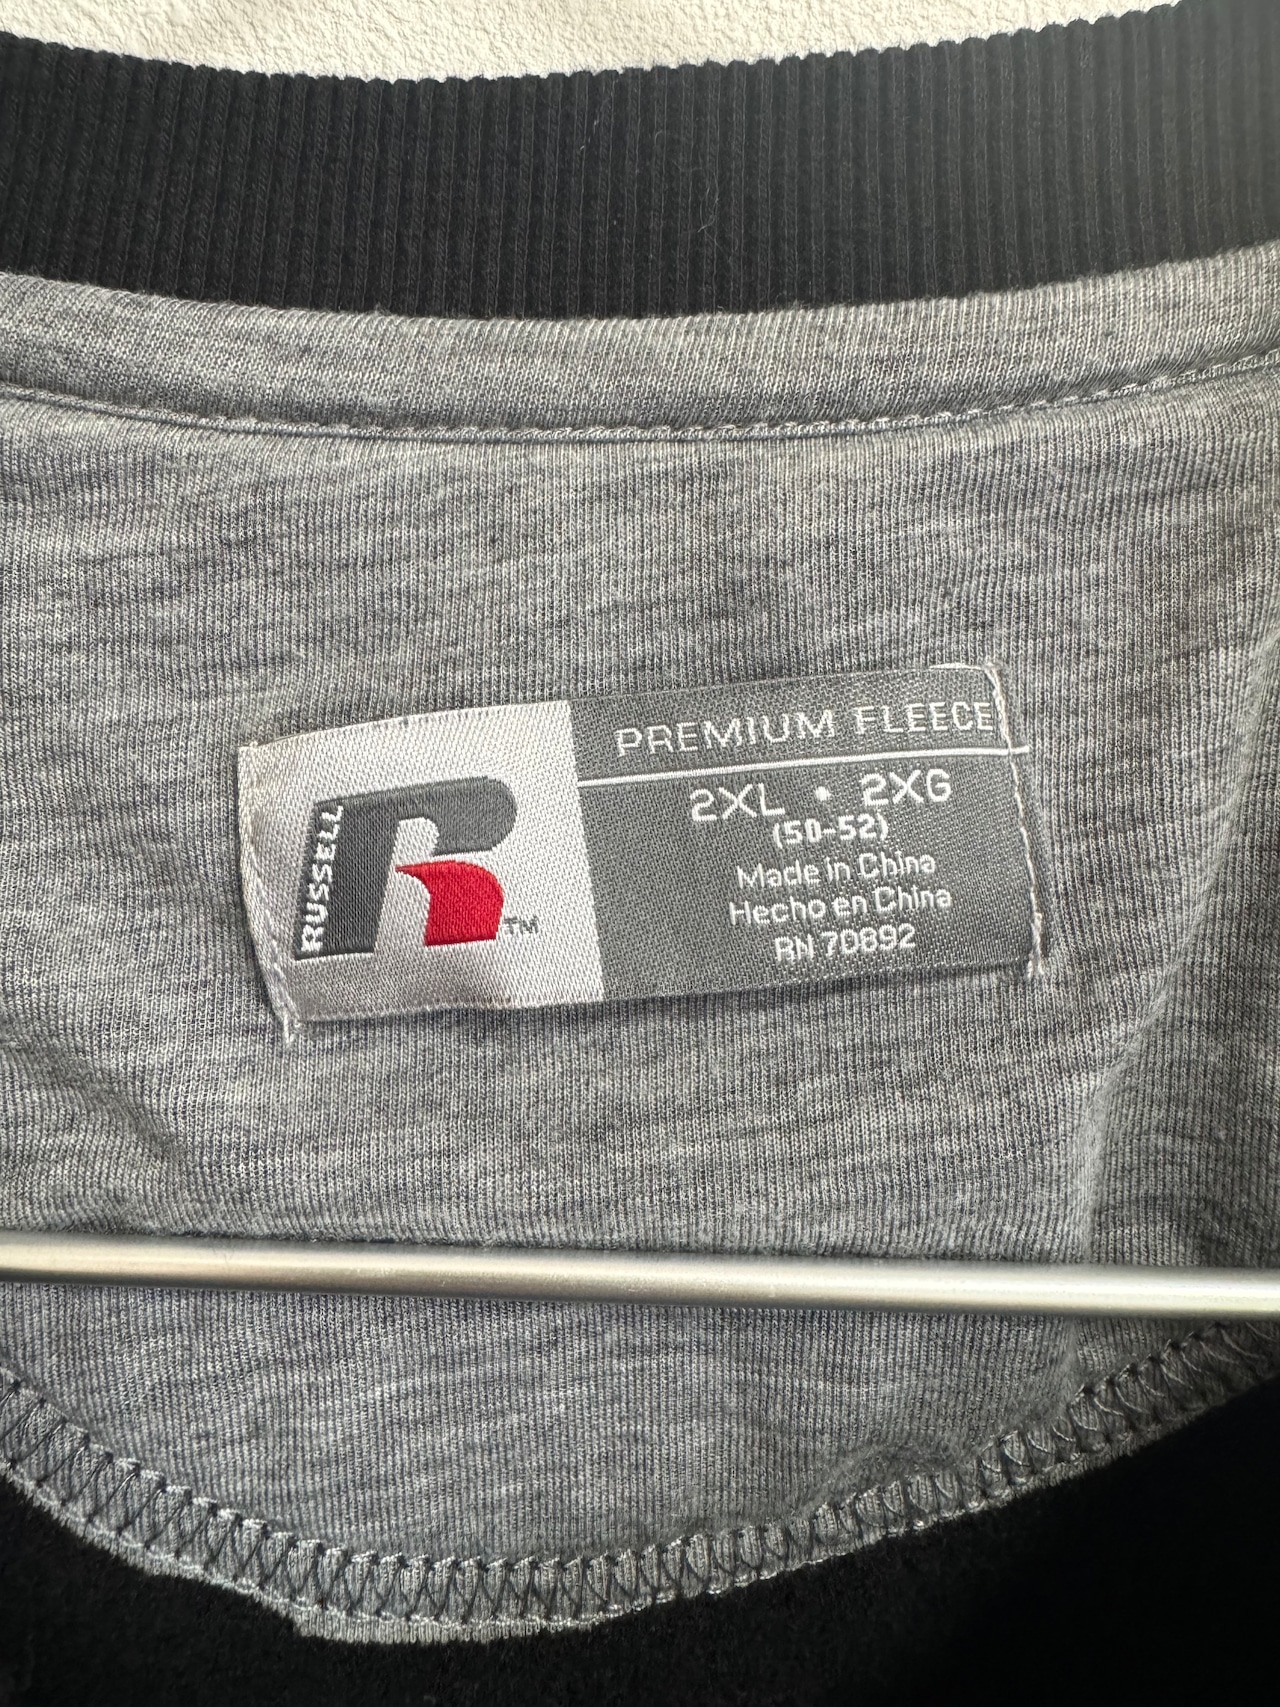 RUSSELL
R
TM
PREMIUM FLEECE
2XL • 2XG
(50-52)
Made in China
Hecho en China
RN 70892